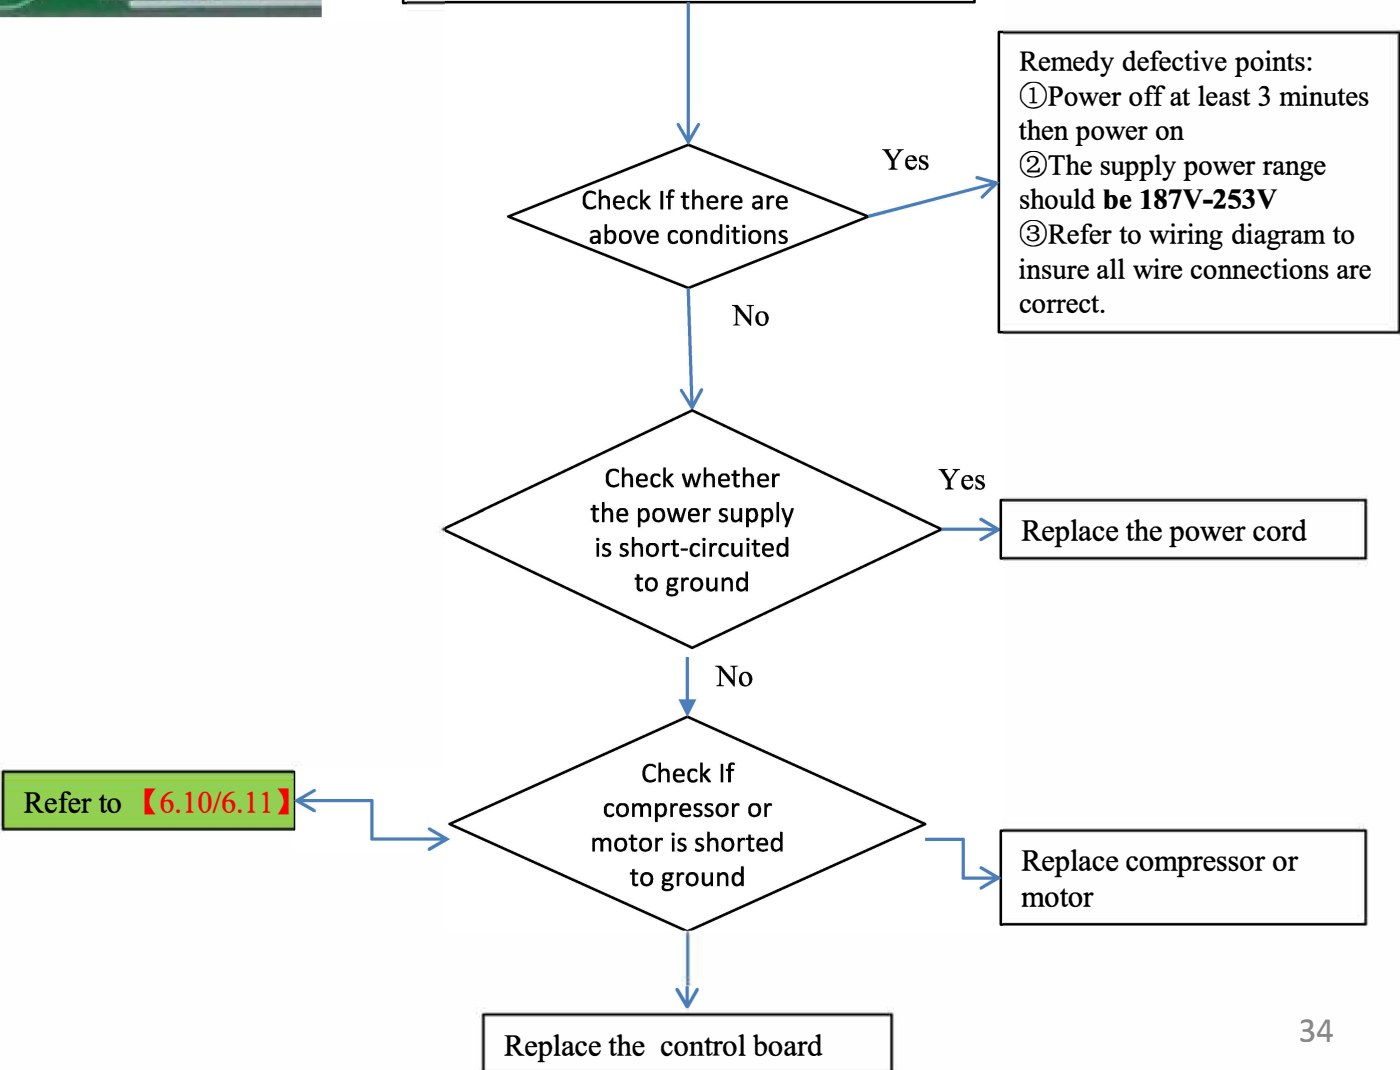 Remedy defective points:
①Power off at least 3 minutes
then power on
②The supply power range
should be 187V-253V
③Refer to wiring diagram to
insure all wire connections are
correct.
Yes
Check If there are
above conditions
No
Check whether
the power supply
is short-circuited
to ground
Yes
Replace the power cord
No
Check If
compressor or
motor is shorted
to ground
Refer to 【6.10/6.11】
Replace compressor or
motor
Replace the control board
34